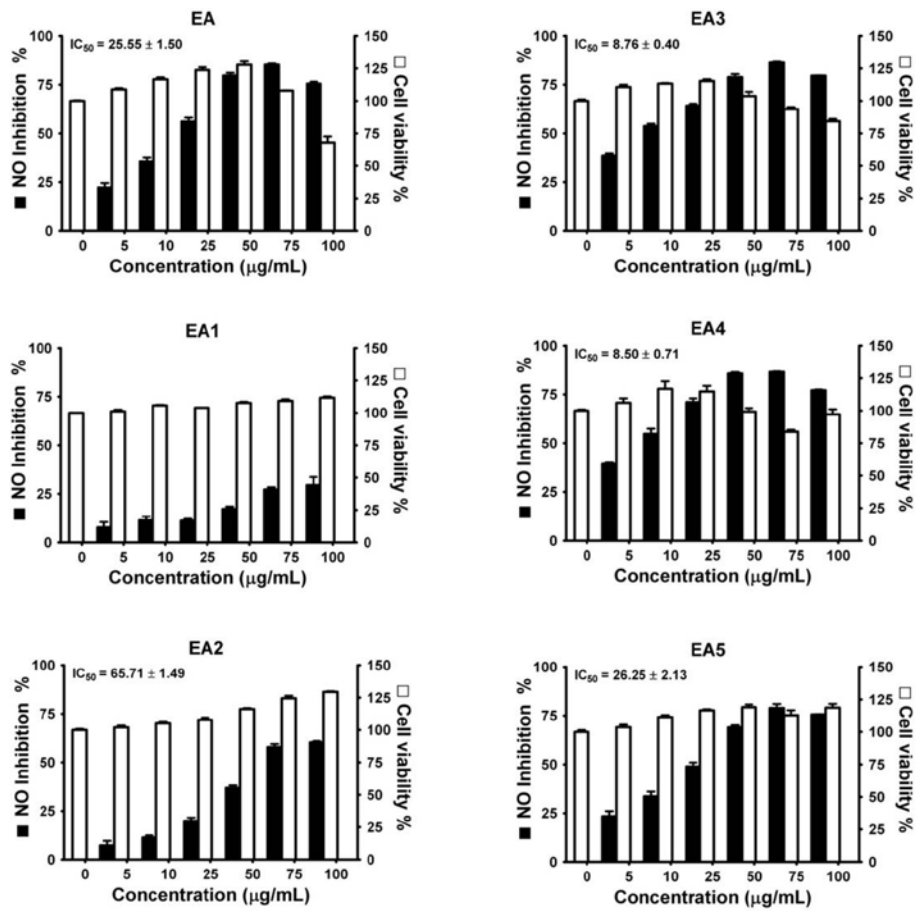 EA
IC50 = 25.55 ± 1.50
■ NO Inhibition %
□ Cell viability %
100
75
50
25
0
150
125
100
75
50
25
0
0 5 10 25 50 75 100
Concentration (μg/mL)
EA3
IC50 = 8.76 ± 0.40
■ NO Inhibition %
□ Cell viability %
100
75
50
25
0
150
125
100
75
50
25
0
0 5 10 25 50 75 100
Concentration (μg/mL)
EA1
■ NO Inhibition %
□ Cell viability %
100
75
50
25
0
150
125
100
75
50
25
0
0 5 10 25 50 75 100
Concentration (μg/mL)
EA4
IC50 = 8.50 ± 0.71
■ NO Inhibition %
□ Cell viability %
100
75
50
25
0
150
125
100
75
50
25
0
0 5 10 25 50 75 100
Concentration (μg/mL)
EA2
IC50 = 65.71 ± 1.49
■ NO Inhibition %
□ Cell viability %
100
75
50
25
0
150
125
100
75
50
25
0
0 5 10 25 50 75 100
Concentration (μg/mL)
EA5
IC50 = 26.25 ± 2.13
■ NO Inhibition %
□ Cell viability %
100
75
50
25
0
150
125
100
75
50
25
0
0 5 10 25 50 75 100
Concentration (μg/mL)